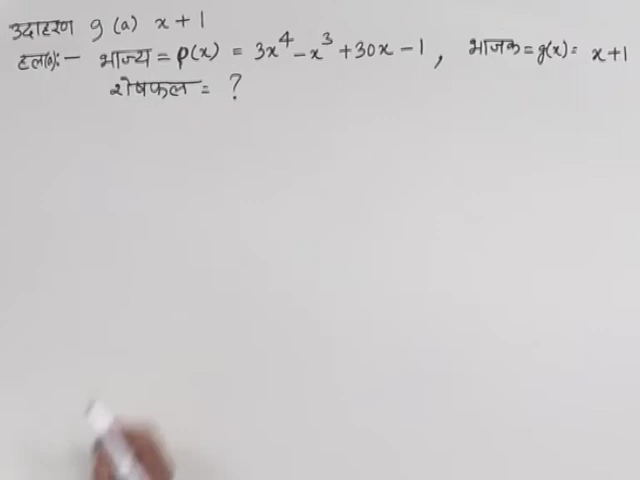 उदाहरण 9 (a) x + 1
हल(a):- भाज्य = p(x) = 3x⁴ - x³ + 30x - 1 , भाजक = g(x) = x + 1
शेषफल = ?